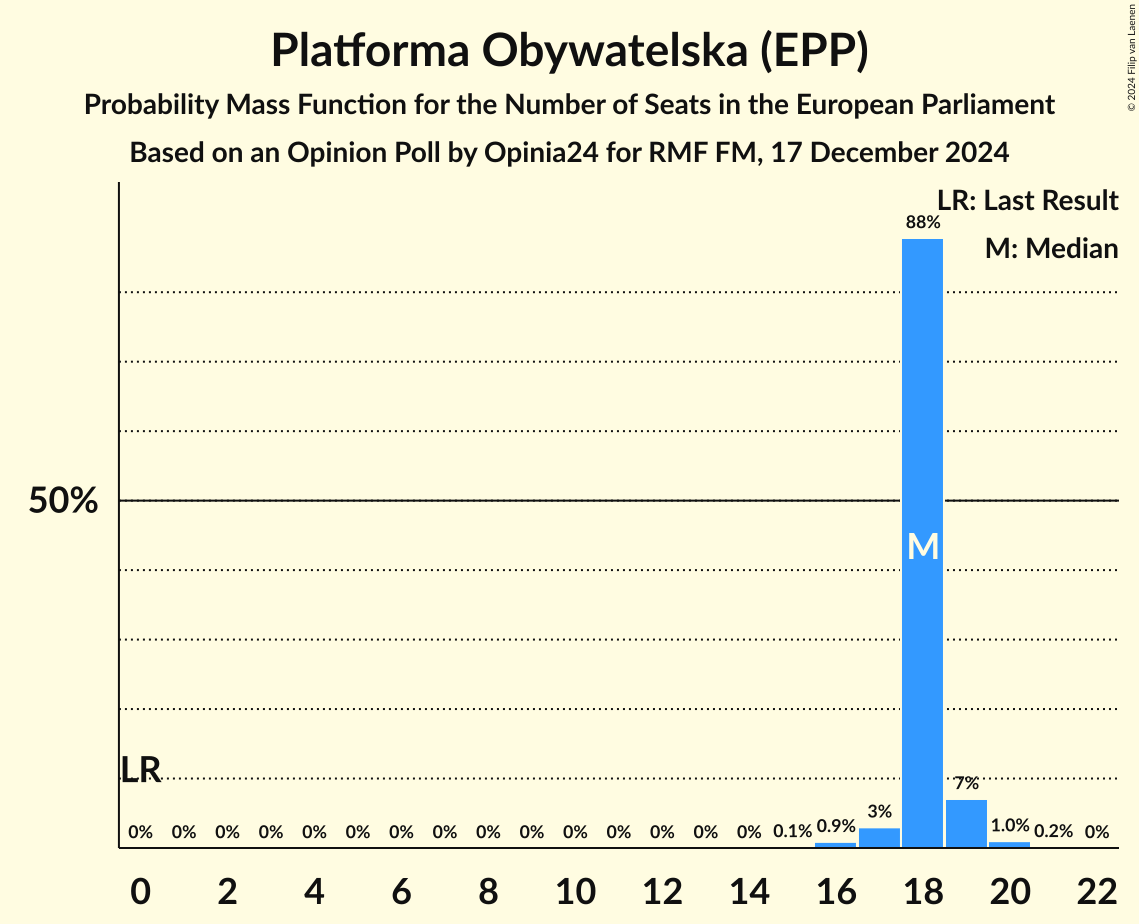 Platforma Obywatelska (EPP)
Probability Mass Function for the Number of Seats in the European Parliament
Based on an Opinion Poll by Opinia24 for RMF FM, 17 December 2024
© 2024 Filip van Laenen
LR: Last Result
M: Median
50%
M
LR
0% 0% 0% 0% 0% 0% 0% 0% 0% 0% 0% 0% 0% 0% 0% 0.1% 0.9% 3% 88% 7% 1.0% 0.2% 0%
0 2 4 6 8 10 12 14 16 18 20 22